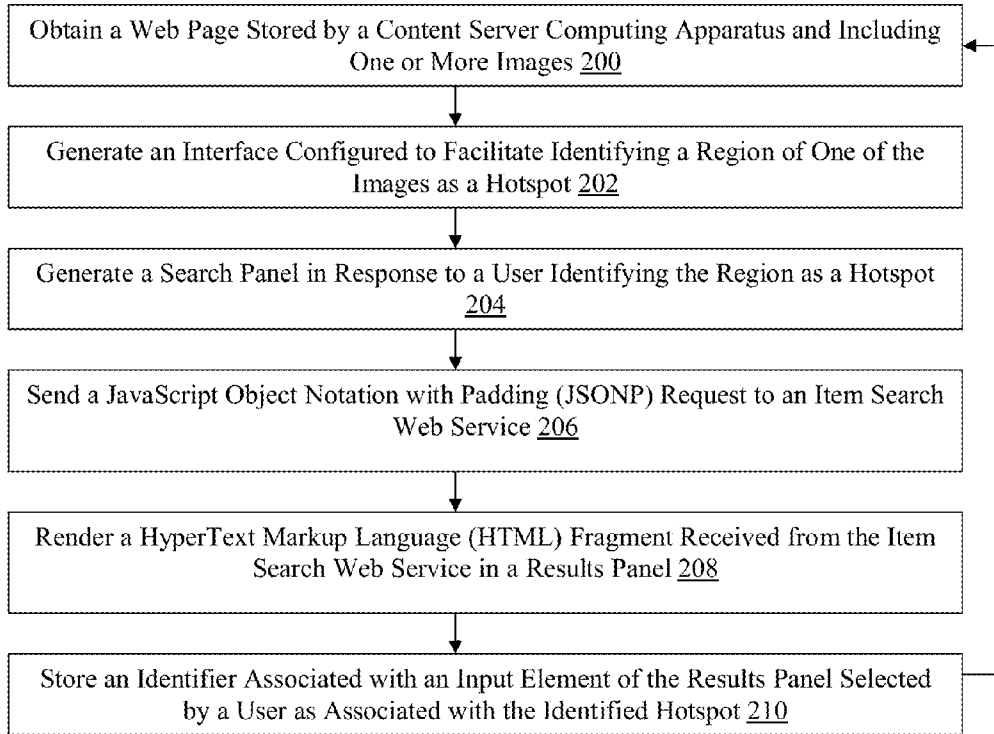 Obtain a Web Page Stored by a Content Server Computing Apparatus and Including
One or More Images 200
Generate an Interface Configured to Facilitate Identifying a Region of One of the
Images as a Hotspot 202
Generate a Search Panel in Response to a User Identifying the Region as a Hotspot
204
Send a JavaScript Object Notation with Padding (JSONP) Request to an Item Search
Web Service 206
Render a HyperText Markup Language (HTML) Fragment Received from the Item
Search Web Service in a Results Panel 208
Store an Identifier Associated with an Input Element of the Results Panel Selected
by a User as Associated with the Identified Hotspot 210